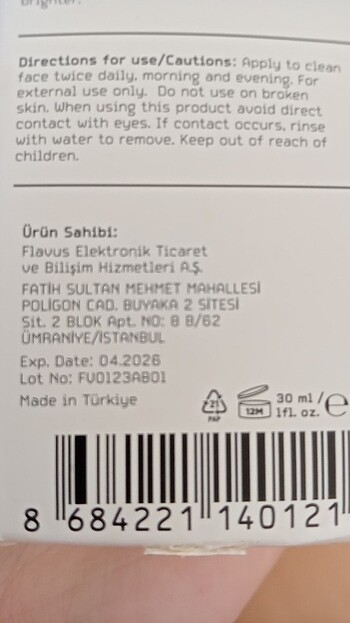 brighter.
Directions for use/Cautions: Apply to clean
face twice daily, morning and evening. For
external use only. Do not use on broken
skin. When using this product avoid direct
contact with eyes. If contact occurs, rinse
with water to remove. Keep out of reach of
children.
Ürün Sahibi:
Flavus Elektronik Ticaret
ve Bilişim Hizmetleri A.Ş.
FATİH SULTAN MEHMET MAHALLESİ
POLİGON CAD. BUYAKA 2 SİTESİ
Sit. 2 BLOK Apt. NO: 8 B/62
ÜMRANİYE/İSTANBUL
Exp. Date: 04.2026
Lot No: FU0123AB01
Made in Türkiye
21
PAP
12M
30 ml / ℮
1fl. oz.
8 684221 140121